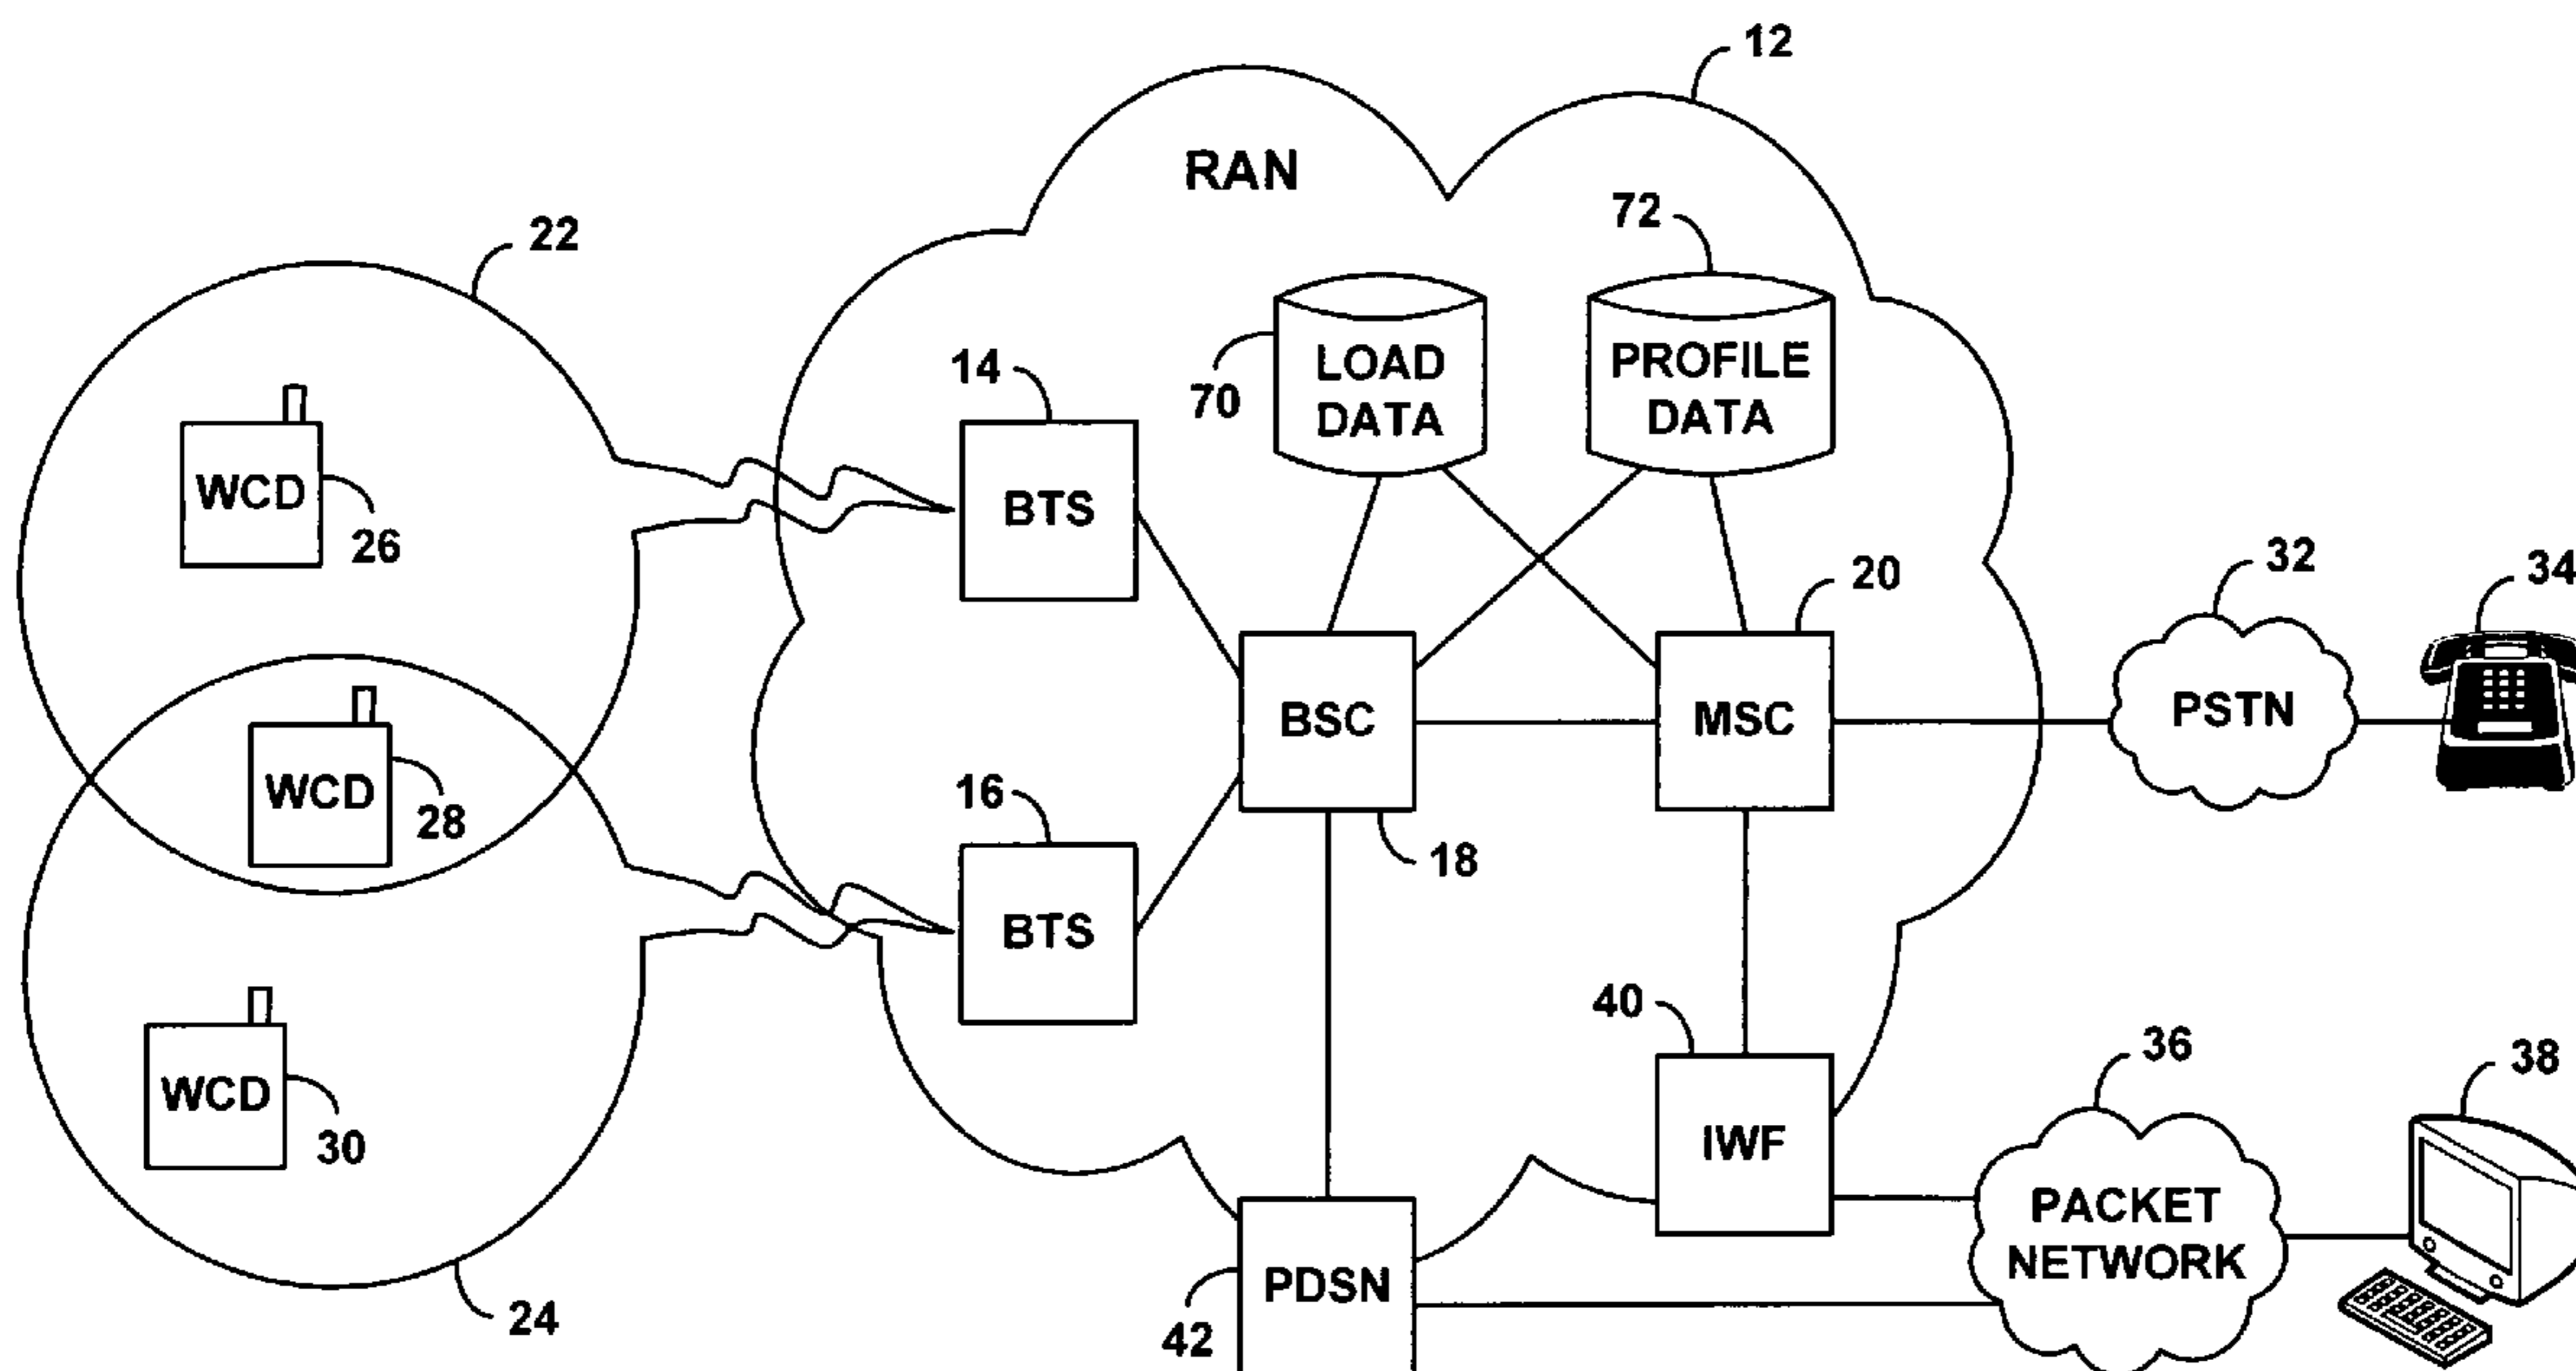 12
RAN
22
72
14
70
LOAD
DATA
PROFILE
DATA
WCD
26
BTS
20
32
34
BSC
MSC
PSTN
WCD
28
16
18
BTS
40
36
38
WCD
30
IWF
PACKET
NETWORK
24
42
PDSN